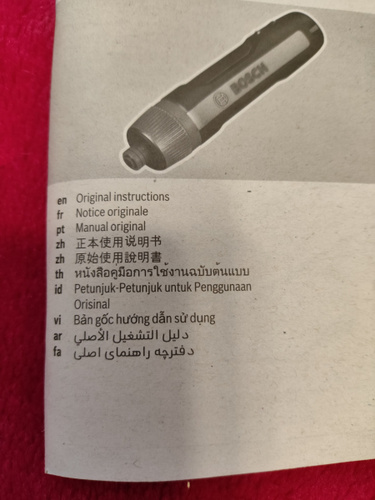 BOSCH
en Original instructions
fr Notice originale
pt Manual original
zh 正本使用说明书
zh 原始使用說明書
th หนังสือคู่มือการใช้งานฉบับต้นแบบ
id Petunjuk-Petunjuk untuk Penggunaan
Orisinal
vi Bản gốc hướng dẫn sử dụng
ar دليل التشغيل الأصلي
fa دفترچه راهنمای اصلی